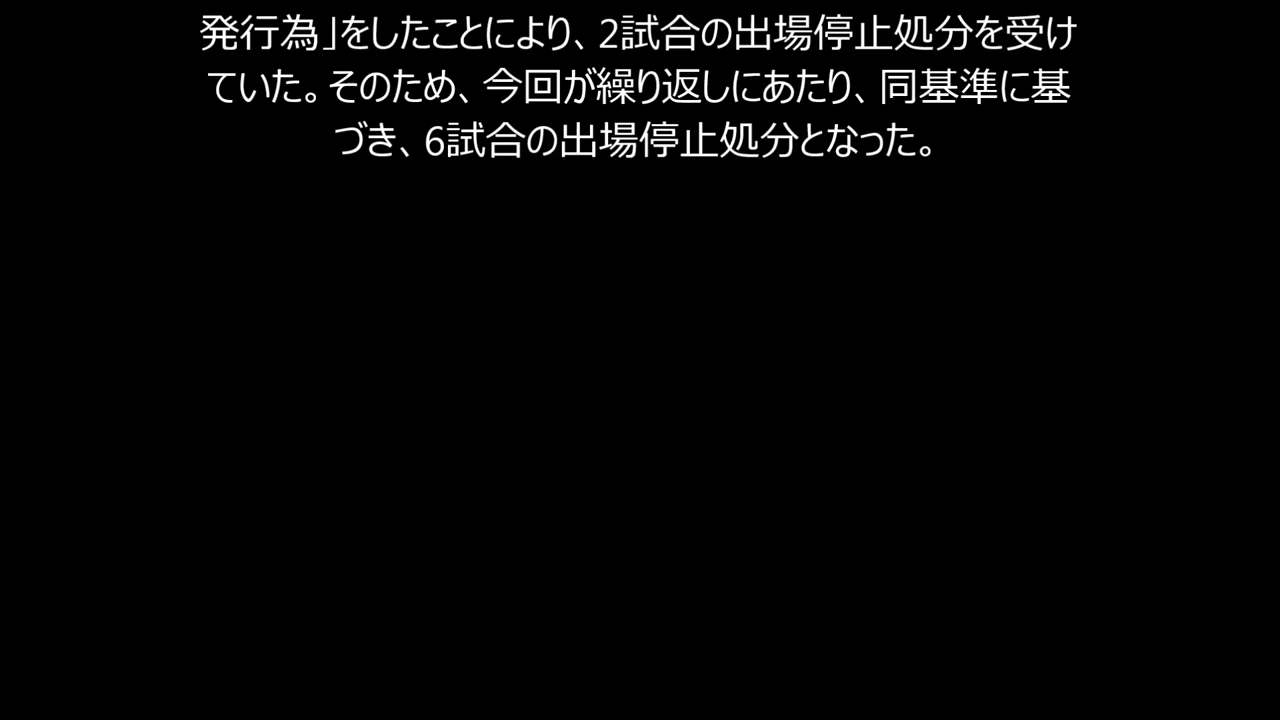 発行為」をしたことにより、2試合の出場停止処分を受け
ていた。そのため、今回が繰り返しにあたり、同基準に基
づき、6試合の出場停止処分となった。